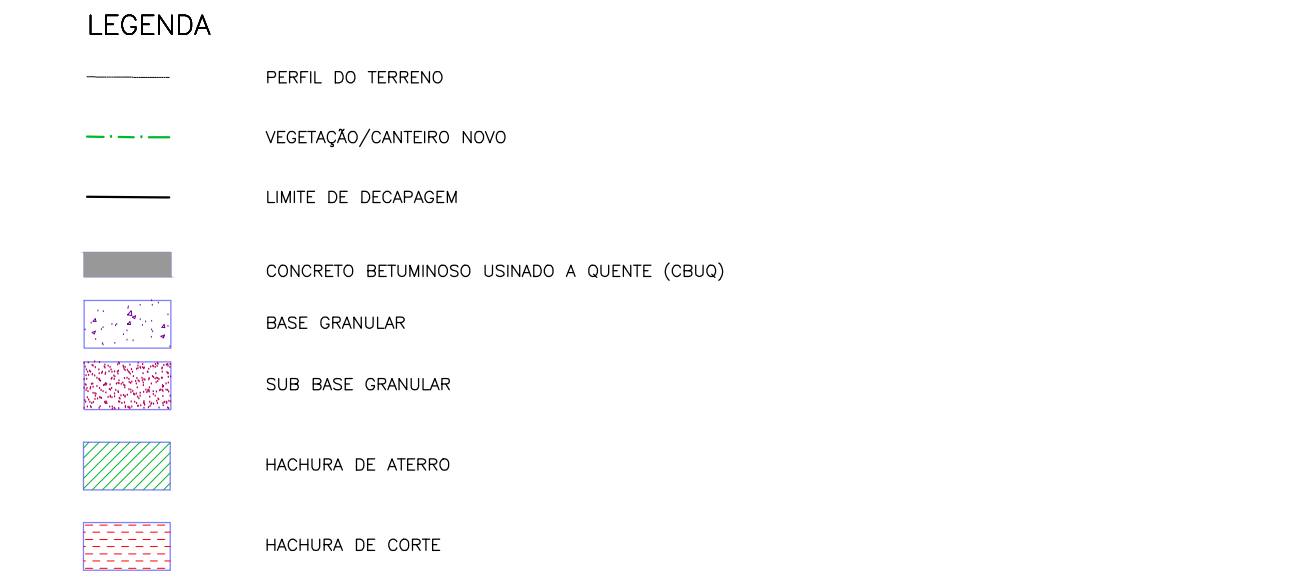 LEGENDA
PERFIL DO TERRENO
VEGETAÇÃO/CANTEIRO NOVO
LIMITE DE DECAPAGEM
CONCRETO BETUMINOSO USINADO A QUENTE (CBUQ)
BASE GRANULAR
SUB BASE GRANULAR
HACHURA DE ATERRO
HACHURA DE CORTE